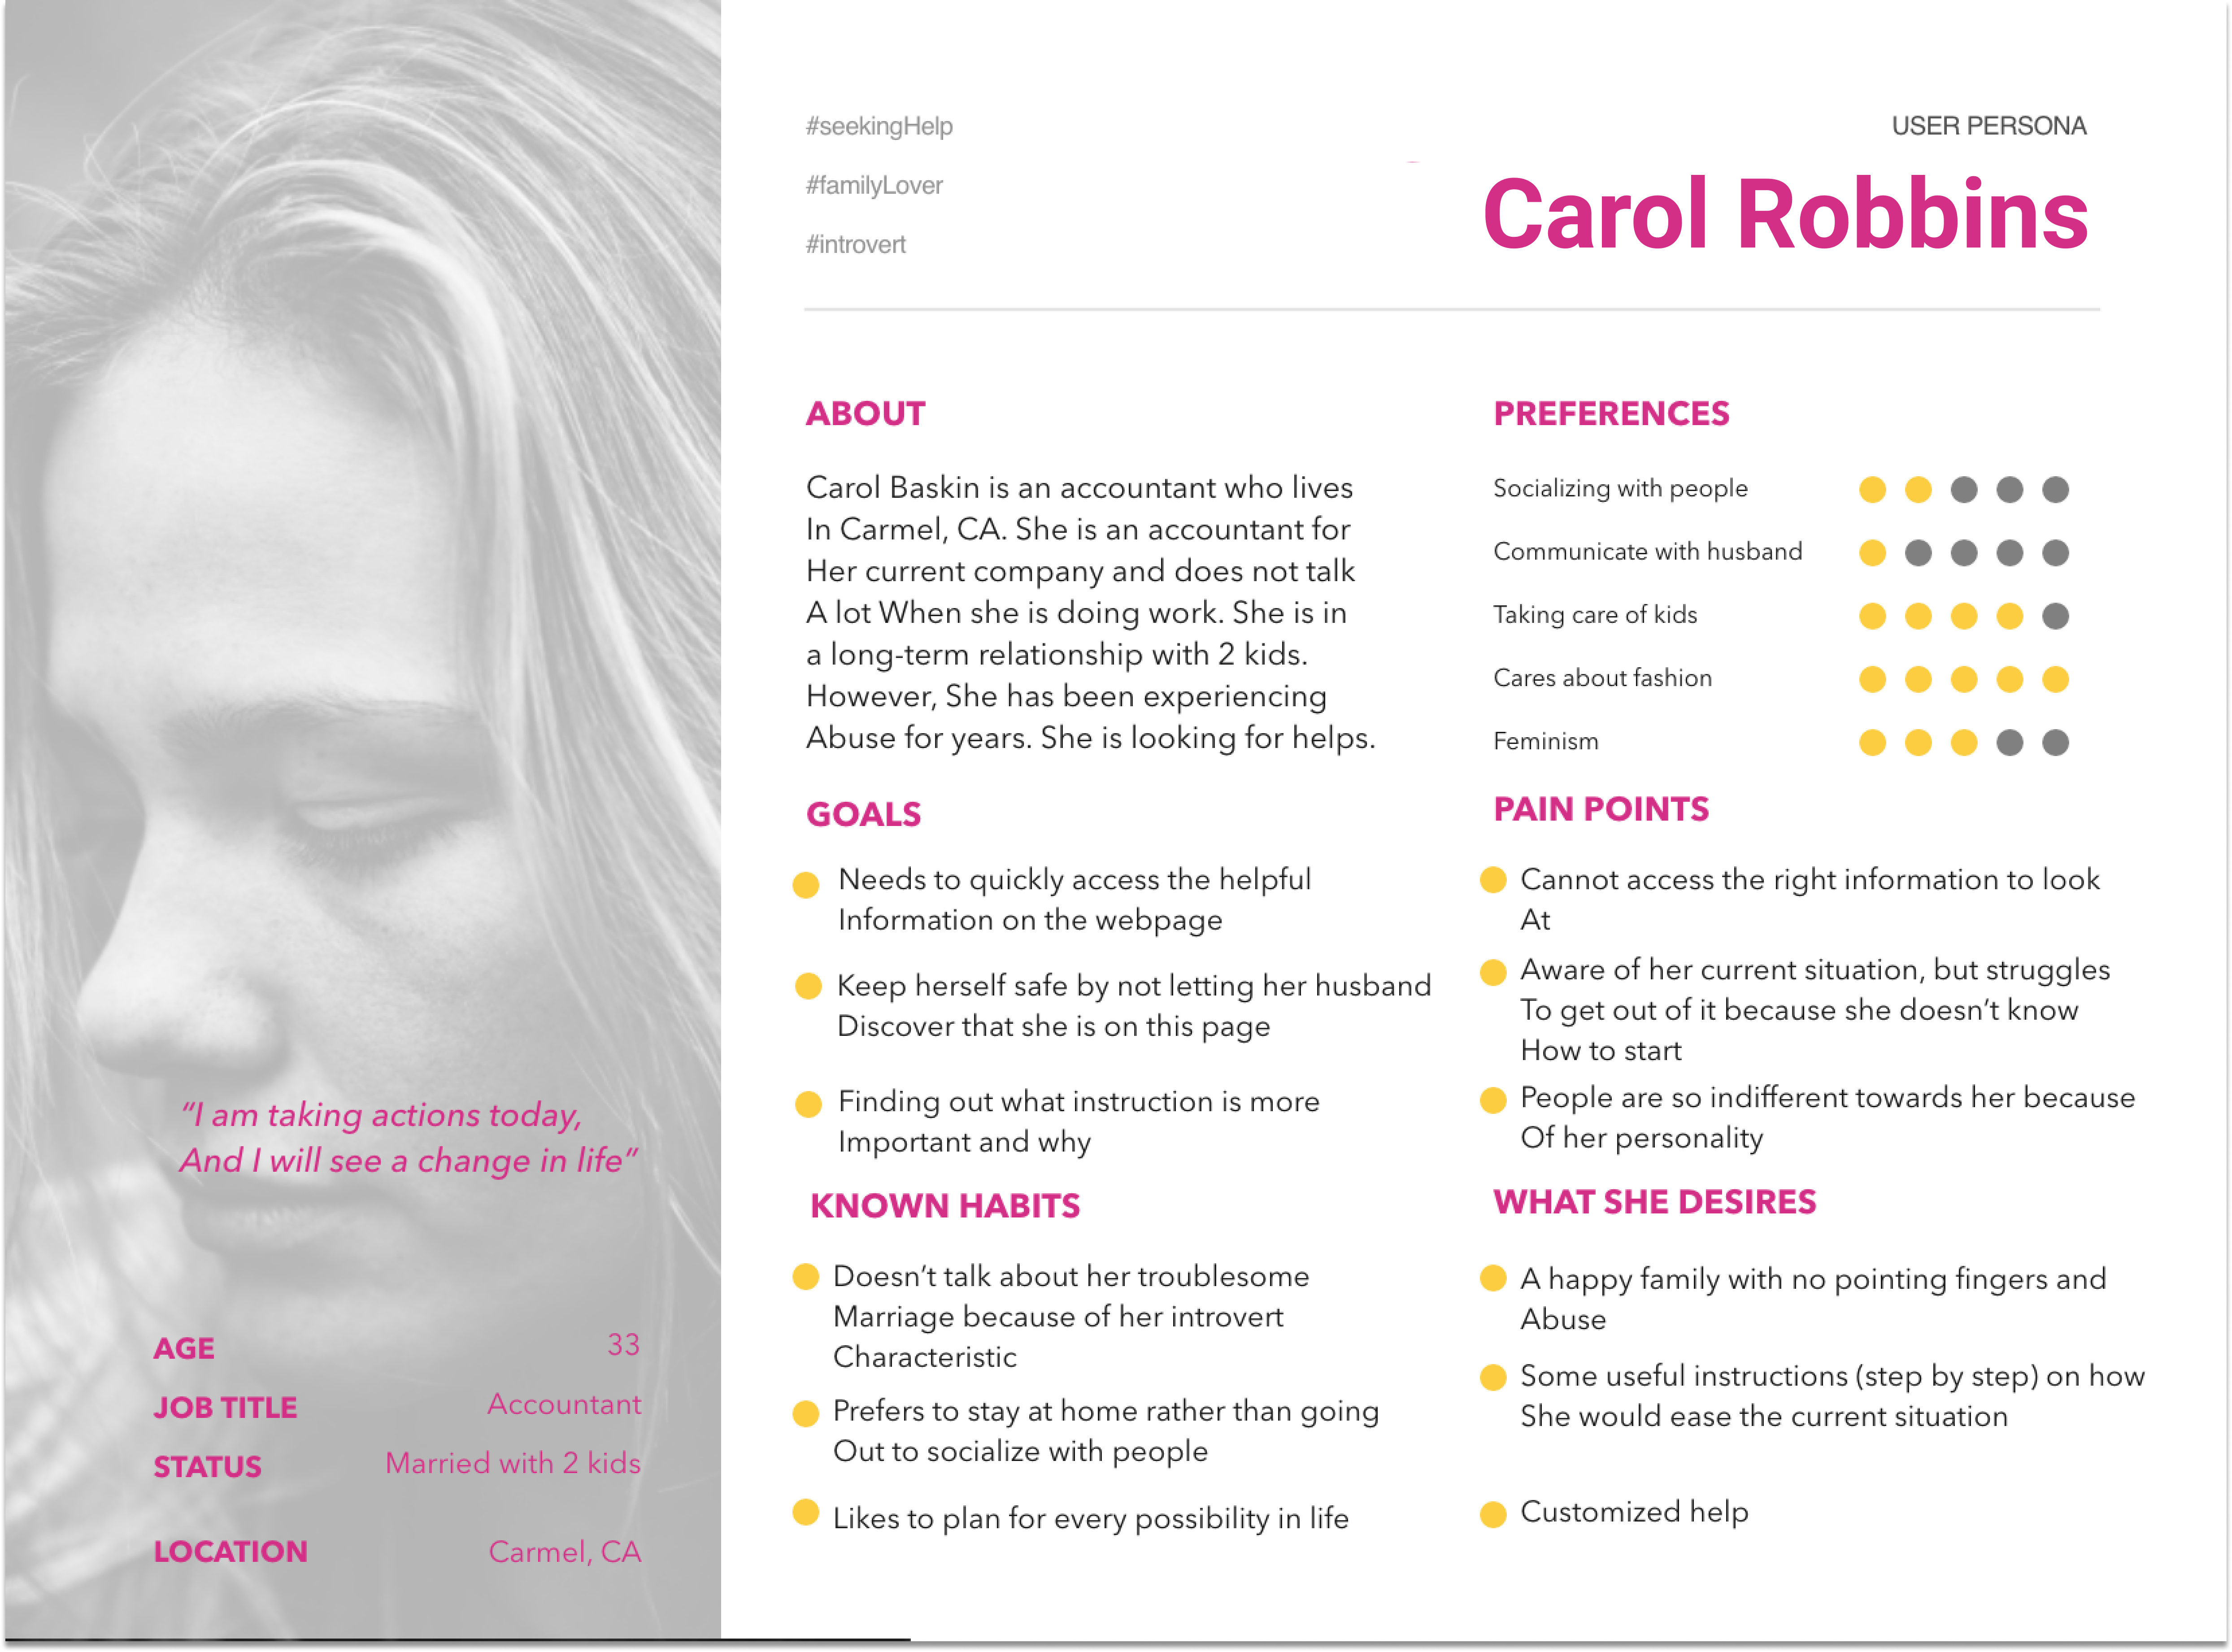 #seekingHelp
#familyLover
#introvert
USER PERSONA
Carol Robbins
ABOUT
Carol Baskin is an accountant who lives
In Carmel, CA. She is an accountant for
Her current company and does not talk
A lot When she is doing work. She is in
a long-term relationship with 2 kids.
However, She has been experiencing
Abuse for years. She is looking for helps.
GOALS
Needs to quickly access the helpful
Information on the webpage
Keep herself safe by not letting her husband
Discover that she is on this page
Finding out what instruction is more
Important and why
KNOWN HABITS
Doesn’t talk about her troublesome
Marriage because of her introvert
Characteristic
Prefers to stay at home rather than going
Out to socialize with people
Likes to plan for every possibility in life
PREFERENCES
Socializing with people
Communicate with husband
Taking care of kids
Cares about fashion
Feminism
PAIN POINTS
Cannot access the right information to look
At
Aware of her current situation, but struggles
To get out of it because she doesn’t know
How to start
People are so indifferent towards her because
Of her personality
WHAT SHE DESIRES
A happy family with no pointing fingers and
Abuse
Some useful instructions (step by step) on how
She would ease the current situation
Customized help
“I am taking actions today,
And I will see a change in life”
AGE 33
JOB TITLE Accountant
STATUS Married with 2 kids
LOCATION Carmel, CA